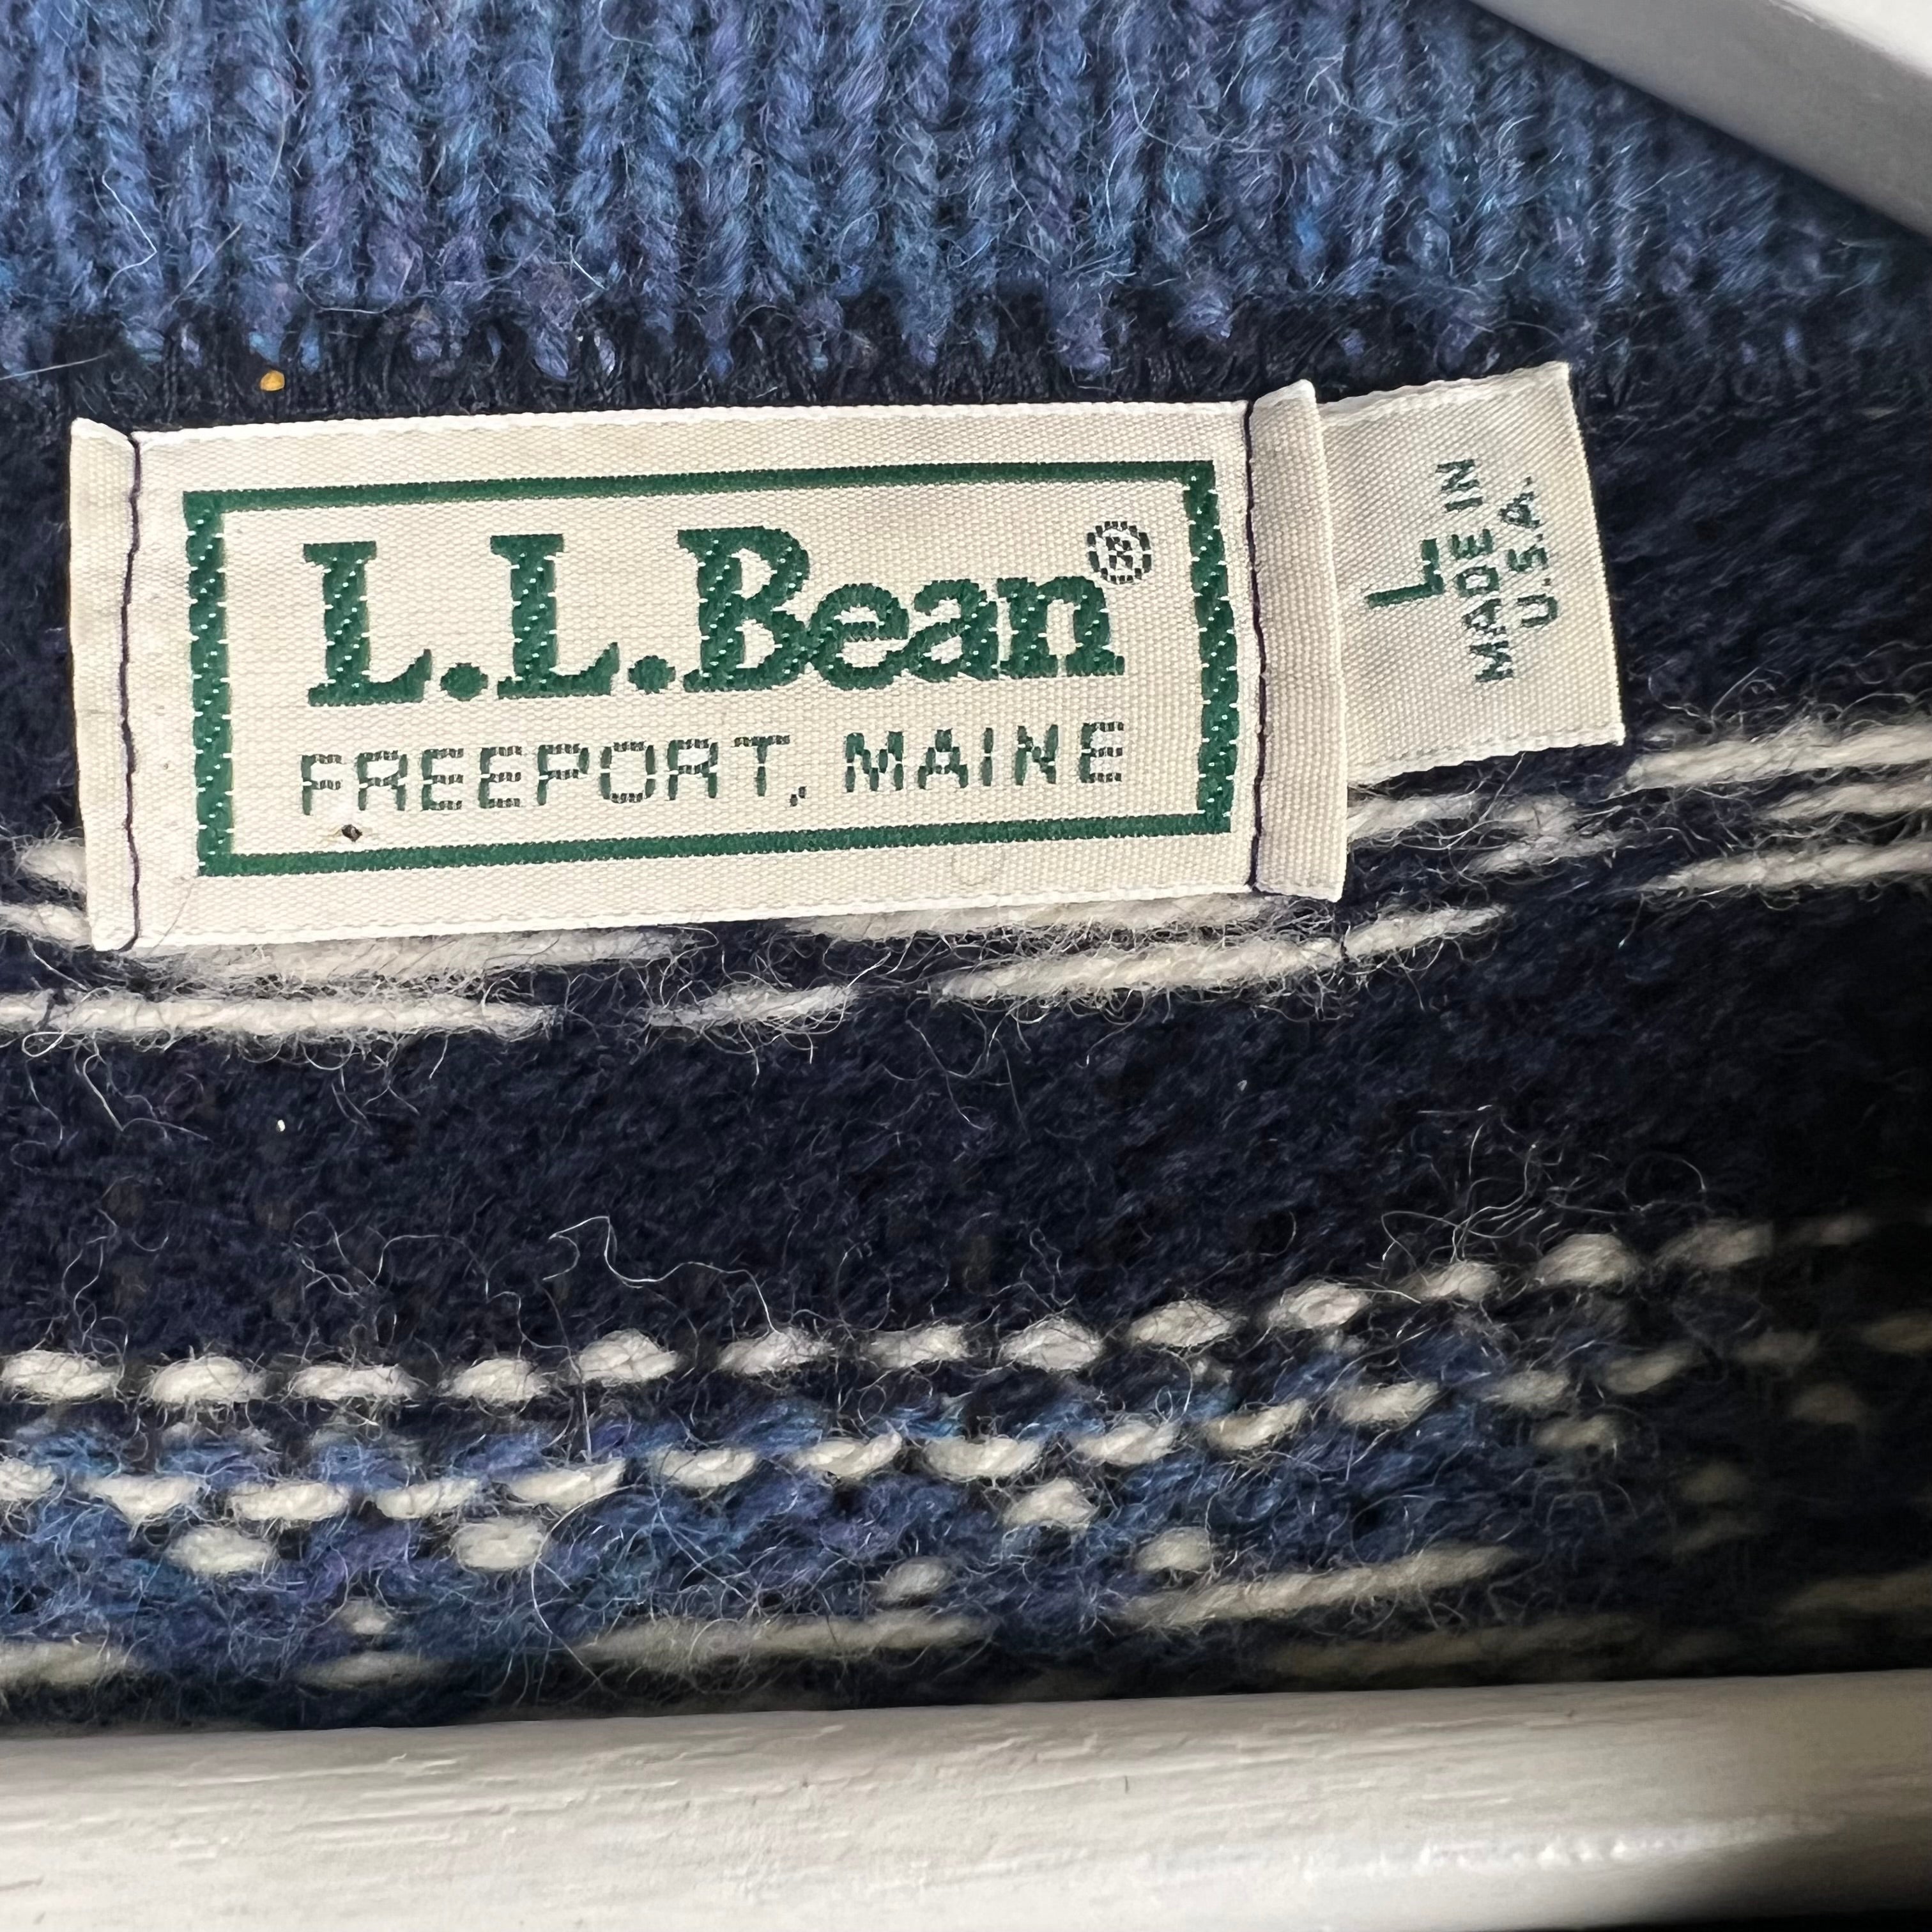 L.L.Bean®
FREEPORT, MAINE
L
MADE IN
U.S.A.